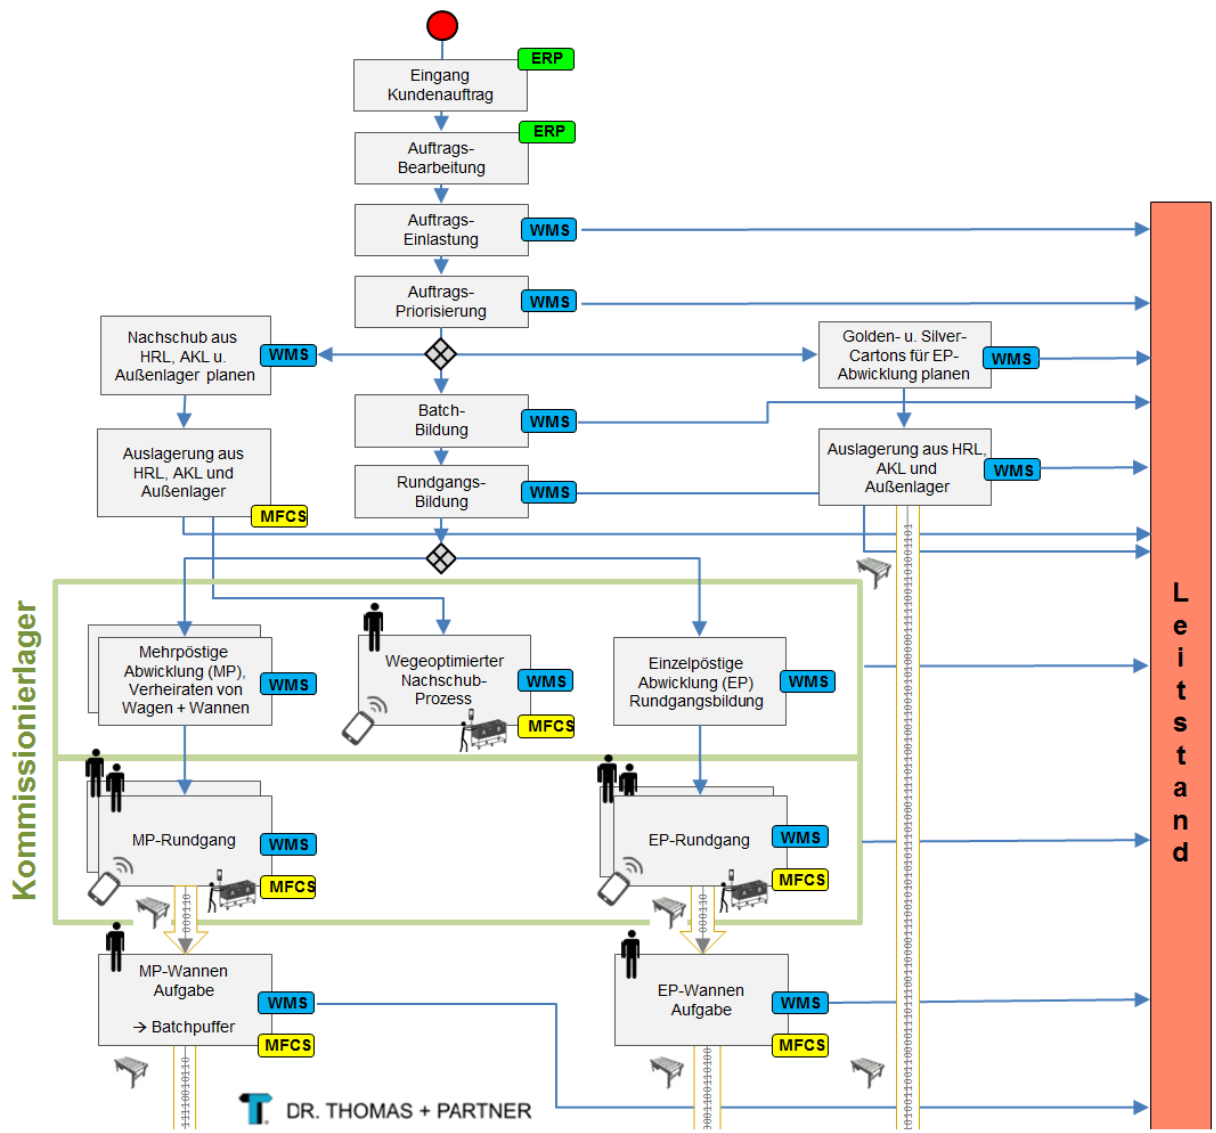 ERP
Eingang
Kundenauftrag
ERP
Auftrags-
Bearbeitung
Auftrags-
Einlastung
WMS
Auftrags-
Priorisierung
WMS
Nachschub aus
HRL, AKL u.
Außenlager planen
WMS
Golden- u. Silver-
Cartons für EP-
Abwicklung planen
WMS
Batch-
Bildung
WMS
Auslagerung aus
HRL, AKL und
Außenlager
MFCS
Rundgangs-
Bildung
WMS
Auslagerung aus HRL,
AKL und
Außenlager
WMS
Leitstand
Kommissionierlager
Mehrpöstige
Abwicklung (MP),
Verheiraten von
Wagen + Wannen
WMS
Wegeoptimierter
Nachschub-
Prozess
WMS
MFCS
Einzelpöstige
Abwicklung (EP)
Rundgangsbildung
WMS
MP-Rundgang
WMS
MFCS
EP-Rundgang
WMS
MFCS
000110
000110
MP-Wannen
Aufgabe
→ Batchpuffer
WMS
MFCS
EP-Wannen
Aufgabe
WMS
MFCS
DR. THOMAS + PARTNER